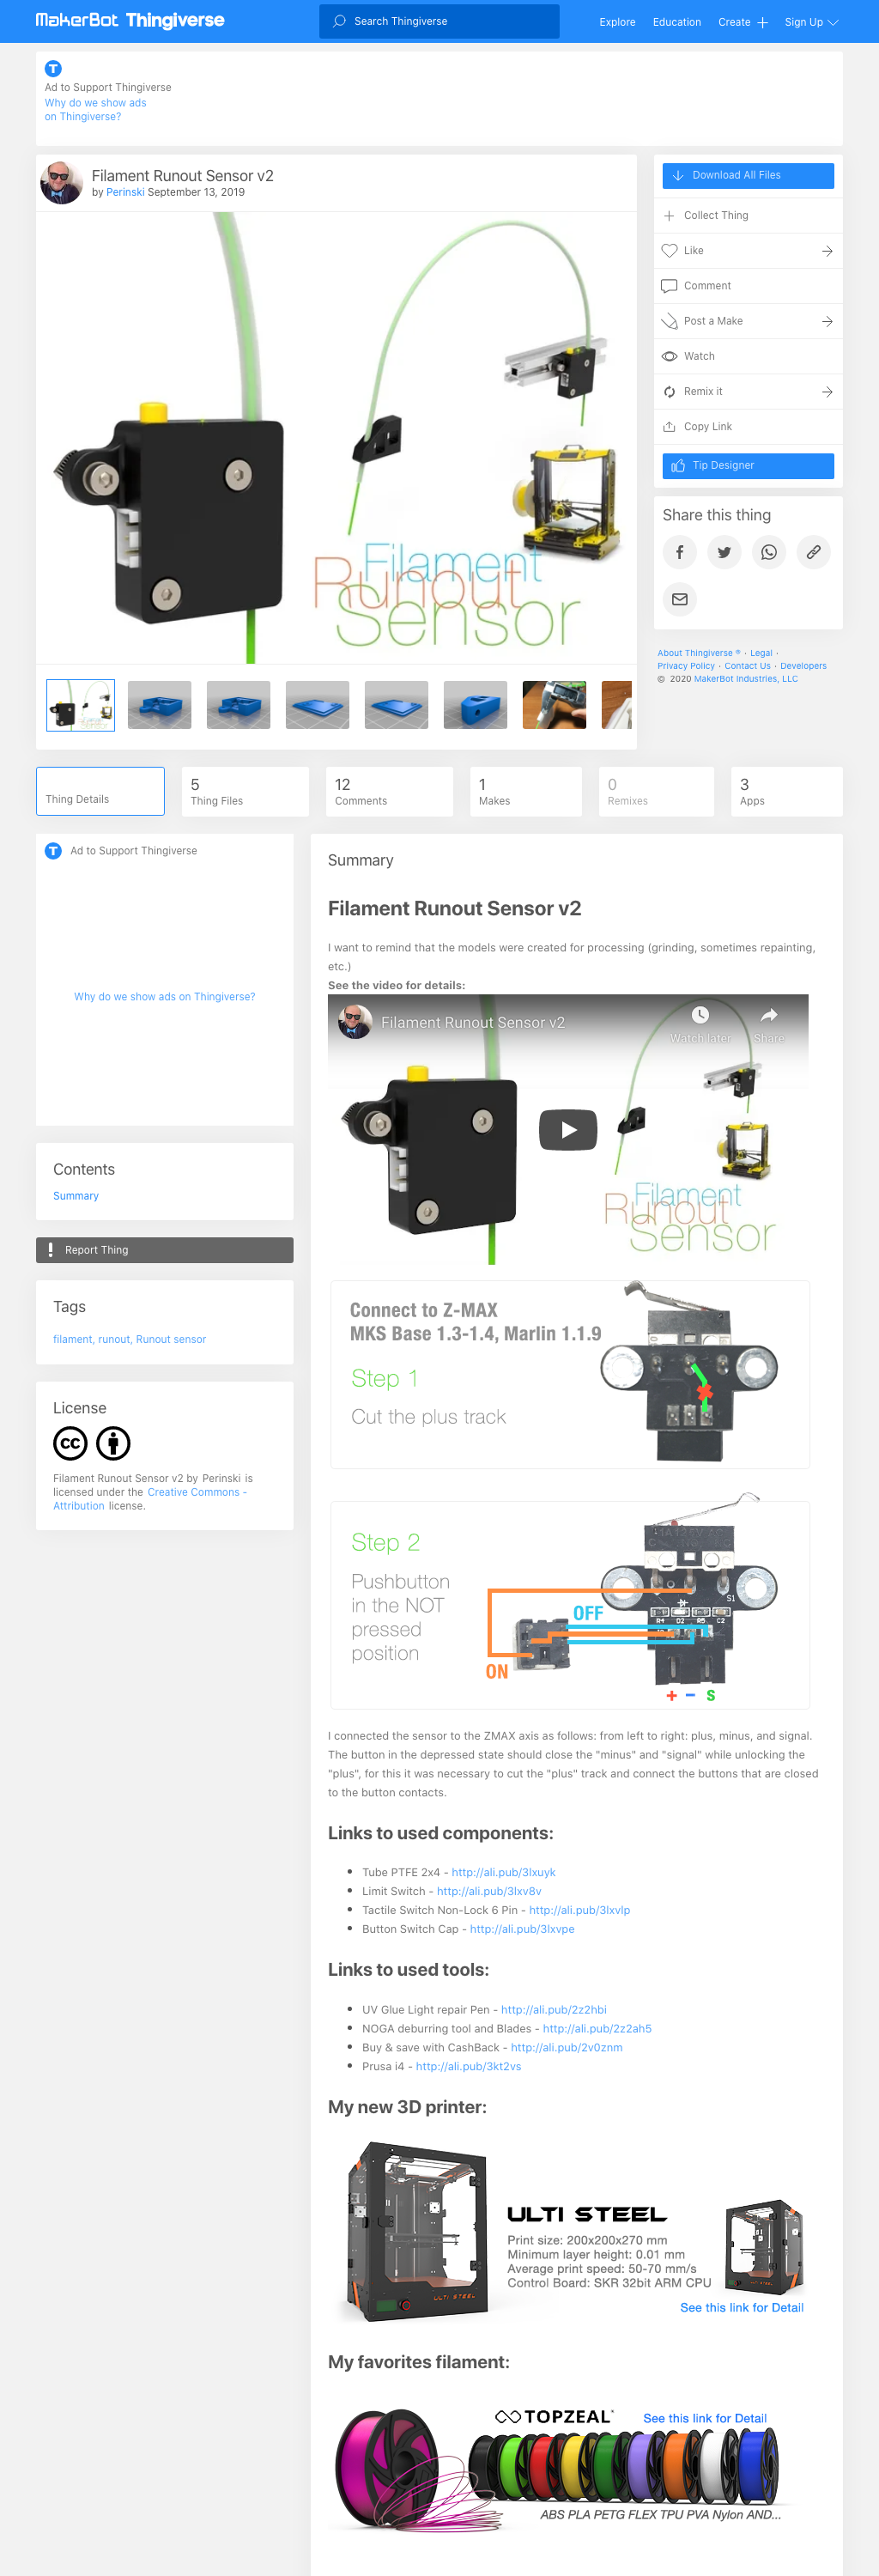 MakerBot Thingiverse
Search Thingiverse
Explore
Education
Create
Sign Up
Ad to Support Thingiverse
Why do we show ads
on Thingiverse?
Filament Runout Sensor v2
by Perinski September 13, 2019
Filament
Runout
Sensor
Download All Files
Collect Thing
Like
Comment
Post a Make
Watch
Remix it
Copy Link
Tip Designer
Share this thing
About Thingiverse ® · Legal ·
Privacy Policy · Contact Us · Developers
© 2020 MakerBot Industries, LLC
Thing Details
5
Thing Files
12
Comments
1
Makes
0
Remixes
3
Apps
Ad to Support Thingiverse
Why do we show ads on Thingiverse?
Contents
Summary
Report Thing
Tags
filament, runout, Runout sensor
License
cc
Filament Runout Sensor v2 by Perinski is
licensed under the Creative Commons -
Attribution license.
Summary
Filament Runout Sensor v2
I want to remind that the models were created for processing (grinding, sometimes repainting,
etc.)
See the video for details:
Filament Runout Sensor v2
Watch later
Share
Filament
Runout
Sensor
Connect to Z-MAX
MKS Base 1.3-1.4, Marlin 1.1.9
Step 1
Cut the plus track
Step 2
Pushbutton
in the NOT
pressed
position
OFF
ON
S1
R4 D2 R5 C2
+ − S
I connected the sensor to the ZMAX axis as follows: from left to right: plus, minus, and signal.
The button in the depressed state should close the "minus" and "signal" while unlocking the
"plus", for this it was necessary to cut the "plus" track and connect the buttons that are closed
to the button contacts.
Links to used components:
Tube PTFE 2x4 - http://ali.pub/3lxuyk
Limit Switch - http://ali.pub/3lxv8v
Tactile Switch Non-Lock 6 Pin - http://ali.pub/3lxvlp
Button Switch Cap - http://ali.pub/3lxvpe
Links to used tools:
UV Glue Light repair Pen - http://ali.pub/2z2hbi
NOGA deburring tool and Blades - http://ali.pub/2z2ah5
Buy & save with CashBack - http://ali.pub/2v0znm
Prusa i4 - http://ali.pub/3kt2vs
My new 3D printer:
ULTI STEEL
ULTI STEEL
Print size: 200x200x270 mm
Minimum layer height: 0.01 mm
Average print speed: 50-70 mm/s
Control Board: SKR 32bit ARM CPU
See this link for Detail
My favorites filament:
TOPZEAL
See this link for Detail
ABS PLA PETG FLEX TPU PVA Nylon AND...